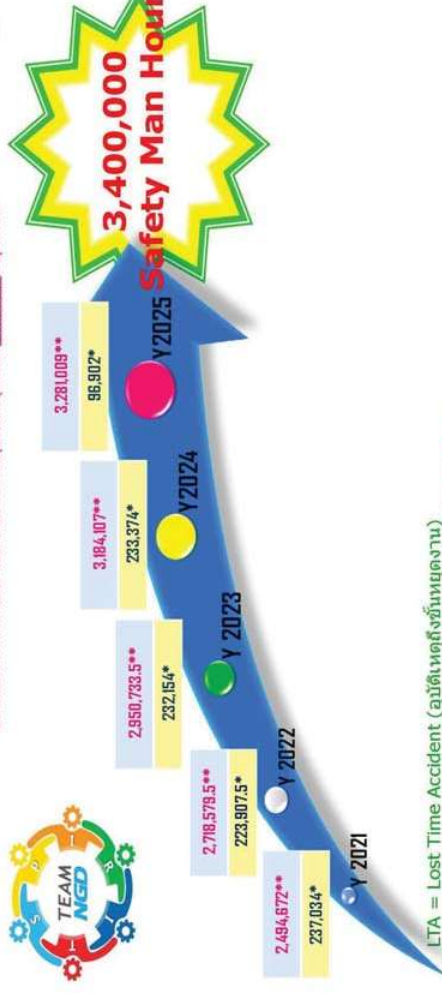 3,400,000
Safety Man Hour
3,281,009**
96,902*
Y2025
3,184,107**
233,374*
Y2024
2,950,733.5**
232,154*
Y 2023
2,718,579.5**
223,907.5*
Y 2022
2,494,672**
237,034*
Y 2021
SPIRIT
TEAM
NGD
LTA = Lost Time Accident (อุบัติเหตุถึงขั้นหยุดงาน)